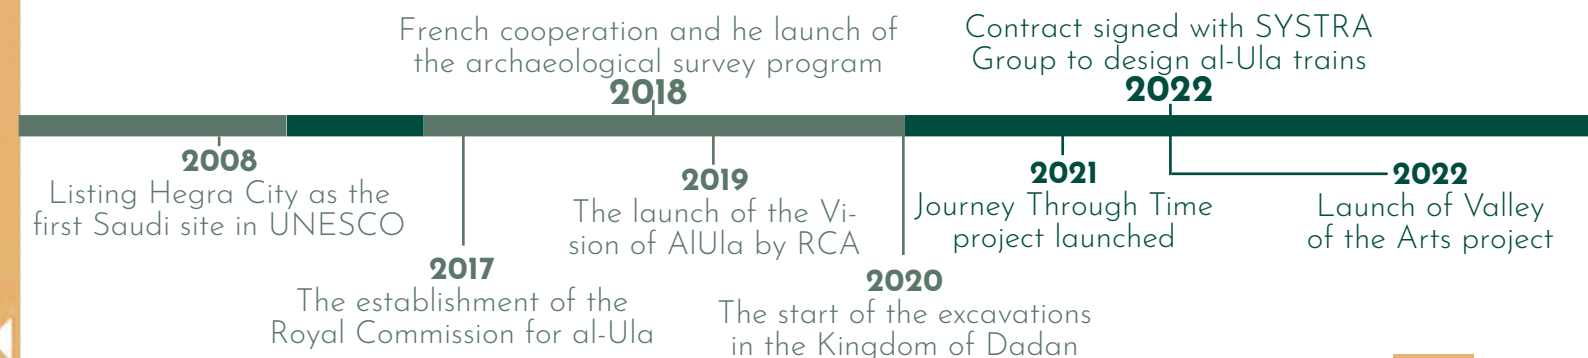 French cooperation and he launch of
the archaeological survey program
2018
Contract signed with SYSTRA
Group to design al-Ula trains
2022
2008
Listing Hegra City as the
first Saudi site in UNESCO
2017
The establishment of the
Royal Commission for al-Ula
2019
The launch of the Vi-
sion of AlUla by RCA
2020
The start of the excavations
in the Kingdom of Dadan
2021
Journey Through Time
project launched
2022
Launch of Valley
of the Arts project